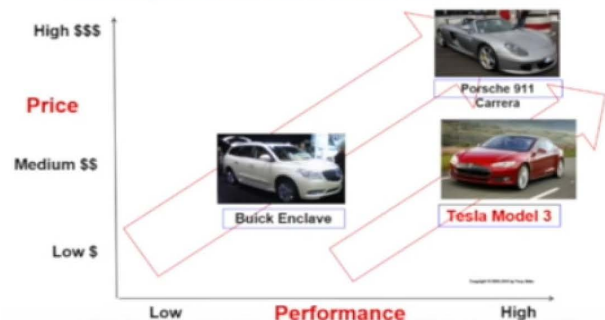 High $$$
Price
Porsche 911
Carrera
Medium $$
Buick Enclave
Tesla Model 3
Low $
Low
Performance
High